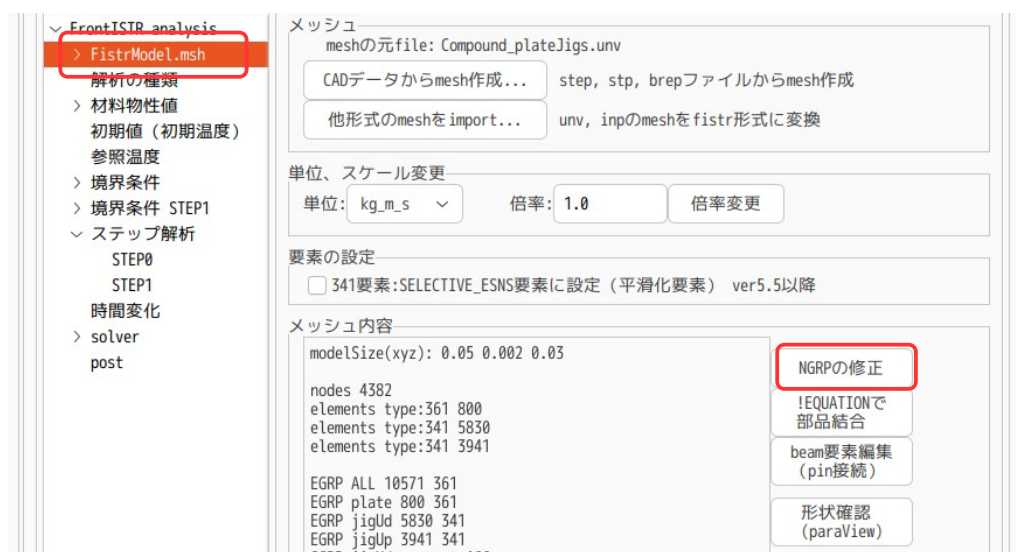 FrontISTR analysis
FistrModel.msh
解析の種類
材料物性値
初期値（初期温度）
参照温度
境界条件
境界条件 STEP1
ステップ解析
STEP0
STEP1
時間変化
solver
post
メッシュ
meshの元file: Compound_plateJigs.unv
CADデータからmesh作成... step, stp, brepファイルからmesh作成
他形式のmeshをimport... unv, inpのmeshをfistr形式に変換
単位、スケール変更
単位: kg_m_s 倍率: 1.0 倍率変更
要素の設定
341要素:SELECTIVE_ESNS要素に設定（平滑化要素） ver5.5以降
メッシュ内容
modelSize(xyz): 0.05 0.002 0.03
nodes 4382
elements type:361 800
elements type:341 5830
elements type:341 3941
EGRP ALL 10571 361
EGRP plate 800 361
EGRP jigUd 5830 341
EGRP jigUp 3941 341
NGRPの修正
!EQUATIONで
部品結合
beam要素編集
(pin接続)
形状確認
(paraView)